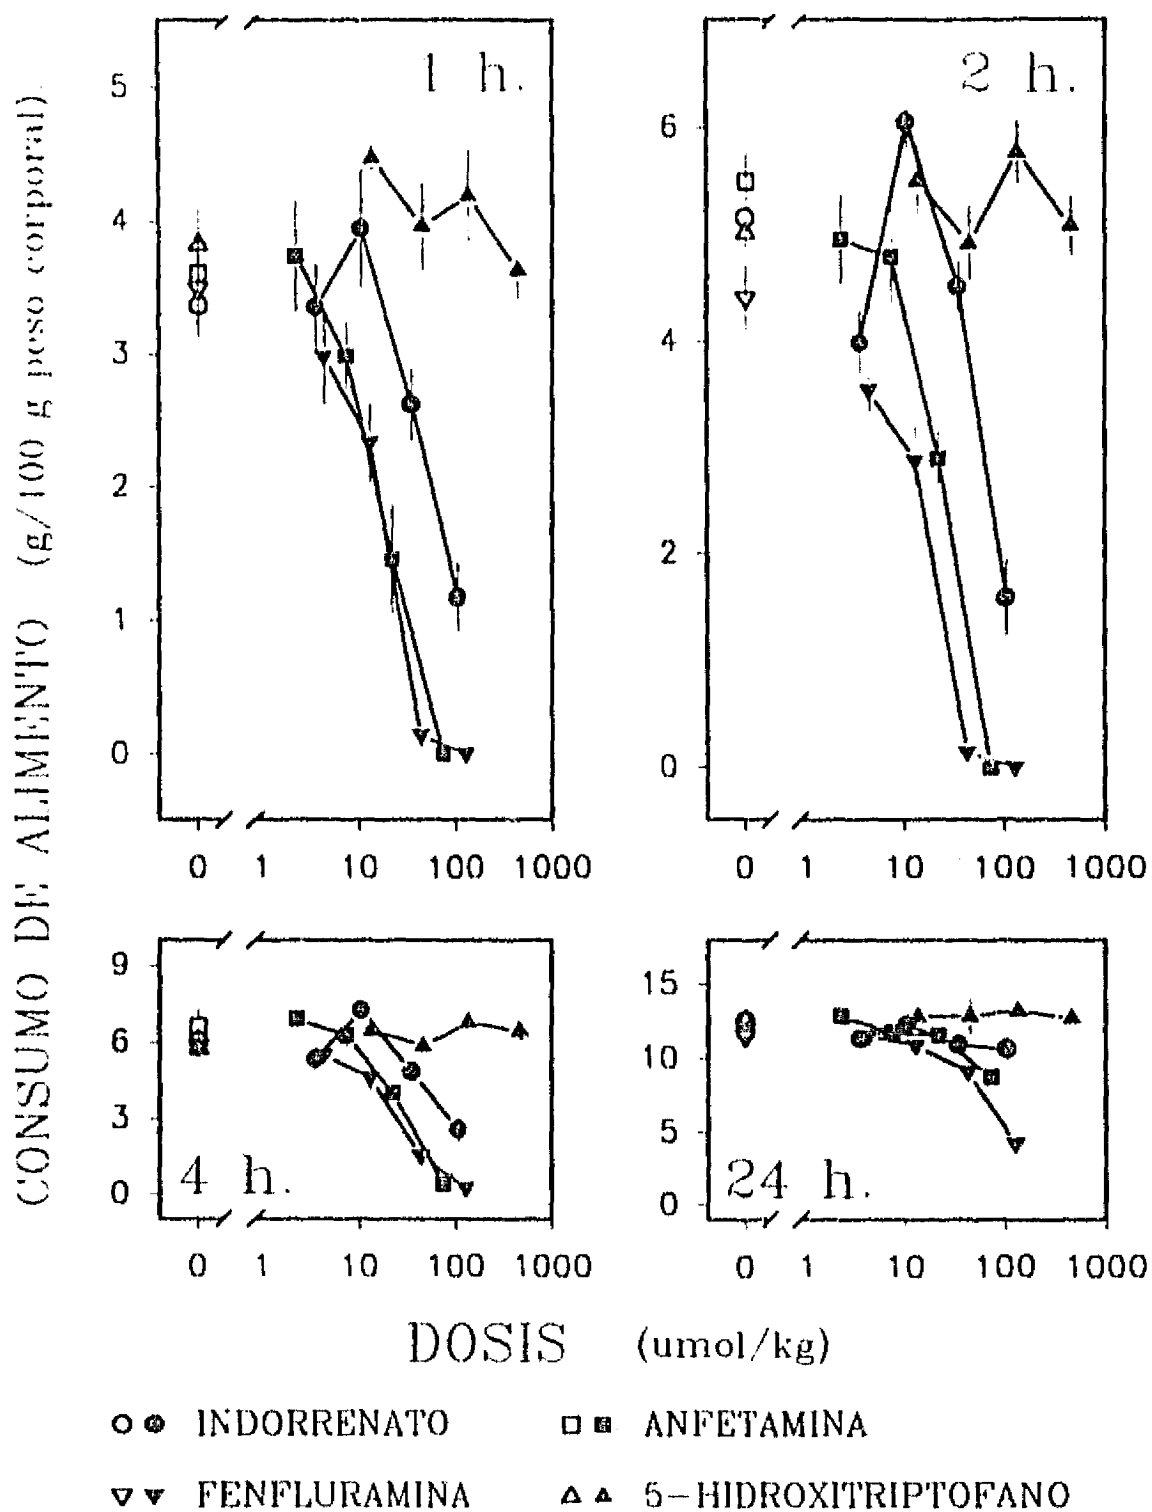 CONSUMO DE ALIMENTO (g/100 g peso corporal)
1 h.
5
4
3
2
1
0
0 1 10 100 1000
2 h.
6
4
2
0
0 1 10 100 1000
4 h.
9
6
3
0
0 1 10 100 1000
24 h.
15
10
5
0
0 1 10 100 1000
DOSIS (umol/kg)
INDORRENATO
ANFETAMINA
FENFLURAMINA
5-HIDROXITRIPTOFANO